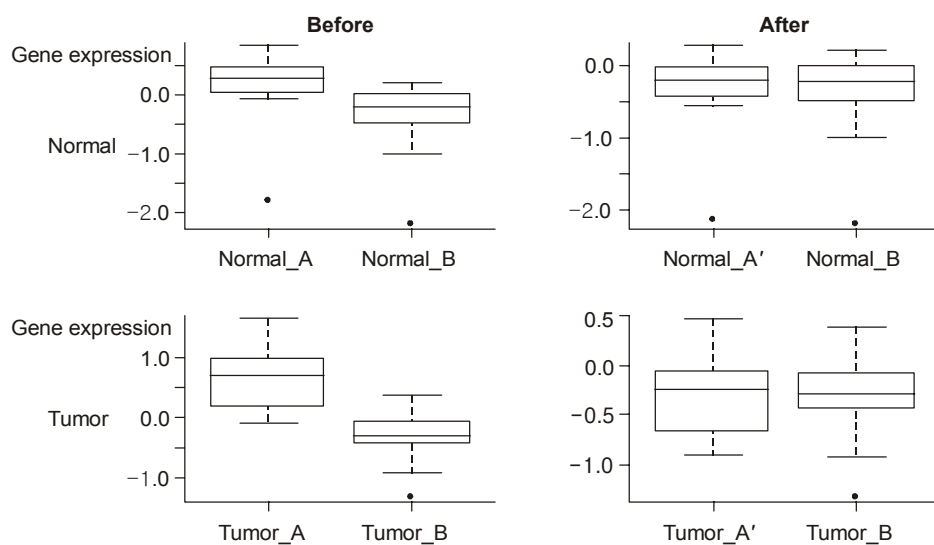 Before
After
Gene expression
0.0
−1.0
−2.0
Normal
Normal_A
Normal_B
0.0
−1.0
−2.0
Normal_A′
Normal_B
Gene expression
1.0
0.0
−1.0
Tumor
Tumor_A
Tumor_B
0.5
−0.0
−0.5
−1.0
Tumor_A′
Tumor_B